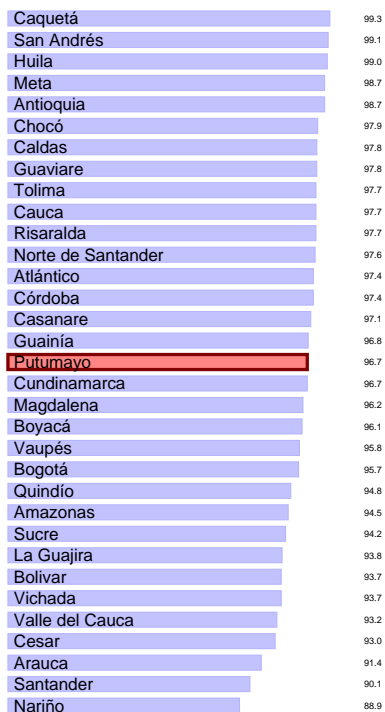 Caquetá 99.3
San Andrés 99.1
Huila 99.0
Meta 98.7
Antioquia 98.7
Chocó 97.9
Caldas 97.8
Guaviare 97.8
Tolima 97.7
Cauca 97.7
Risaralda 97.7
Norte de Santander 97.6
Atlántico 97.4
Córdoba 97.4
Casanare 97.1
Guainía 96.8
Putumayo 96.7
Cundinamarca 96.7
Magdalena 96.2
Boyacá 96.1
Vaupés 95.8
Bogotá 95.7
Quindío 94.8
Amazonas 94.5
Sucre 94.2
La Guajira 93.8
Bolivar 93.7
Vichada 93.7
Valle del Cauca 93.2
Cesar 93.0
Arauca 91.4
Santander 90.1
Nariño 88.9